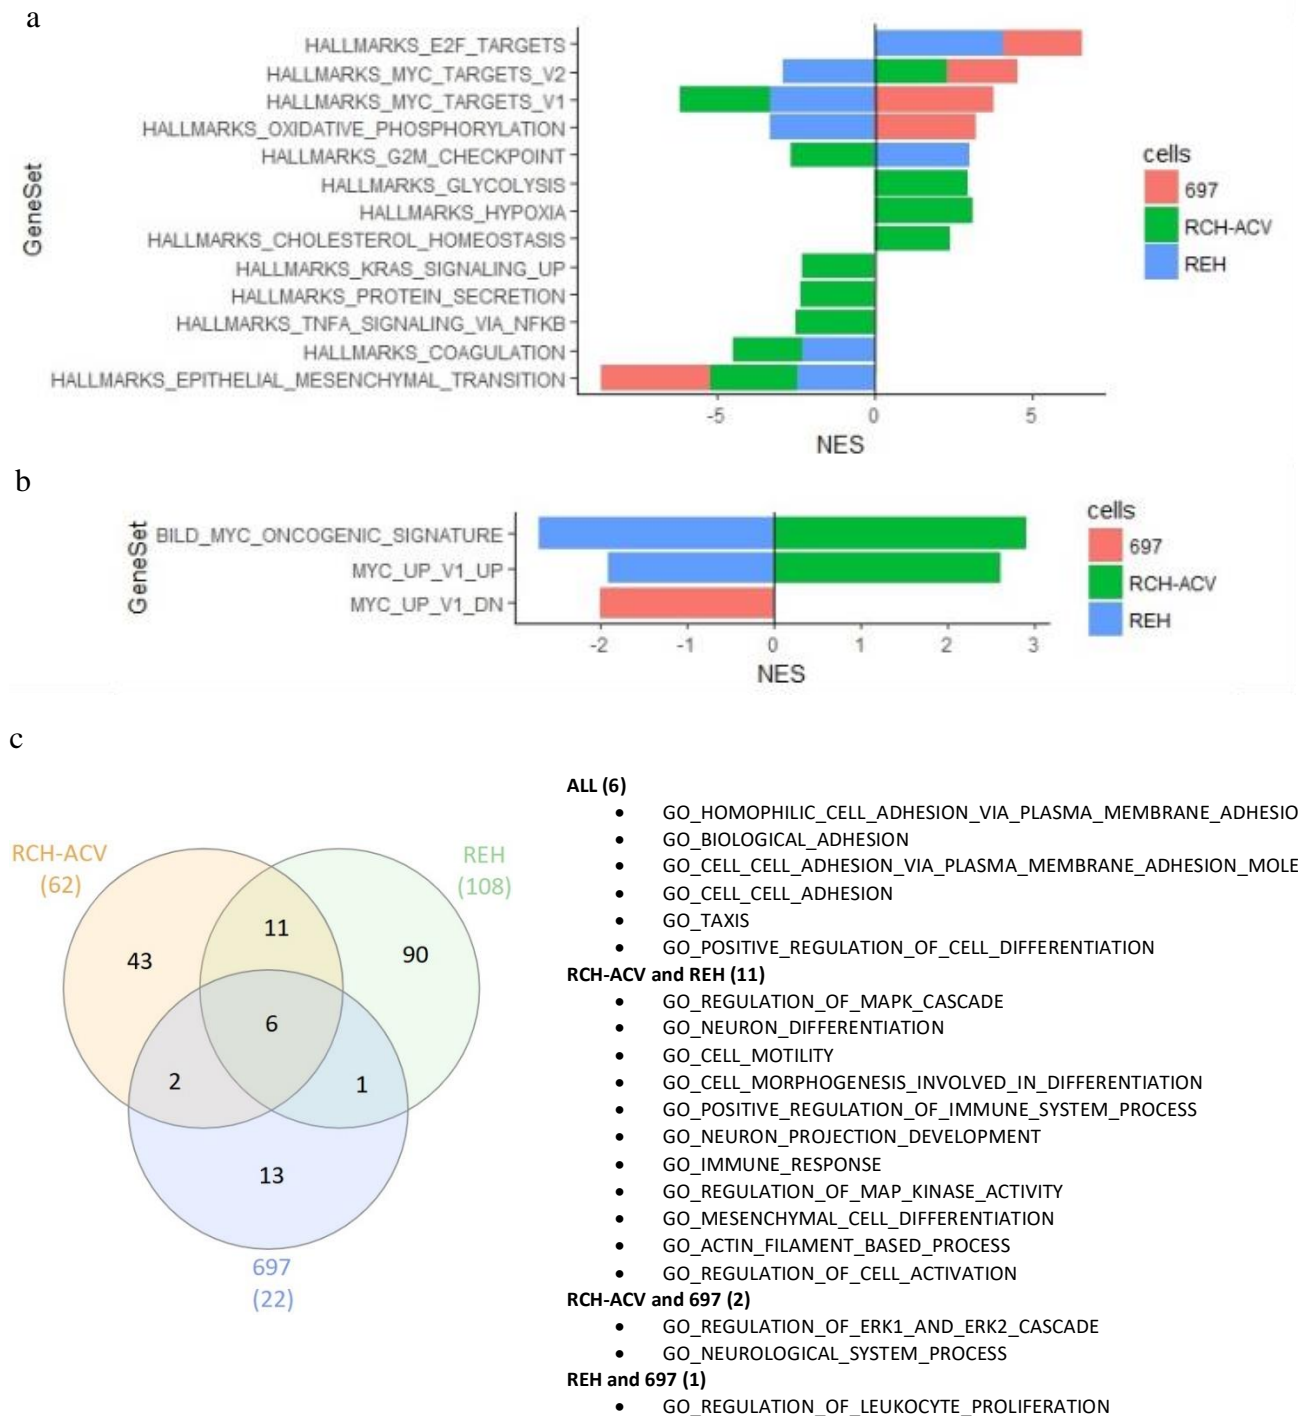 a
HALLMARKS_E2F_TARGETS
HALLMARKS_MYC_TARGETS_V2
HALLMARKS_MYC_TARGETS_V1
HALLMARKS_OXIDATIVE_PHOSPHORYLATION
HALLMARKS_G2M_CHECKPOINT
HALLMARKS_GLYCOLYSIS
HALLMARKS_HYPOXIA
HALLMARKS_CHOLESTEROL_HOMEOSTASIS
HALLMARKS_KRAS_SIGNALING_UP
HALLMARKS_PROTEIN_SECRETION
HALLMARKS_TNFA_SIGNALING_VIA_NFKB
HALLMARKS_COAGULATION
HALLMARKS_EPITHELIAL_MESENCHYMAL_TRANSITION
GeneSet
-5 0 5
NES
cells
697
RCH-ACV
REH
b
GeneSet
BILD_MYC_ONCOGENIC_SIGNATURE
MYC_UP_V1_UP
MYC_UP_V1_DN
-2 -1 0 1 2 3
NES
cells
697
RCH-ACV
REH
c
RCH-ACV
(62)
REH
(108)
43
11
90
6
2
1
13
697
(22)
ALL (6)
• GO_HOMOPHILIC_CELL_ADHESION_VIA_PLASMA_MEMBRANE_ADHESIO
• GO_BIOLOGICAL_ADHESION
• GO_CELL_CELL_ADHESION_VIA_PLASMA_MEMBRANE_ADHESION_MOLE
• GO_CELL_CELL_ADHESION
• GO_TAXIS
• GO_POSITIVE_REGULATION_OF_CELL_DIFFERENTIATION
RCH-ACV and REH (11)
• GO_REGULATION_OF_MAPK_CASCADE
• GO_NEURON_DIFFERENTIATION
• GO_CELL_MOTILITY
• GO_CELL_MORPHOGENESIS_INVOLVED_IN_DIFFERENTIATION
• GO_POSITIVE_REGULATION_OF_IMMUNE_SYSTEM_PROCESS
• GO_NEURON_PROJECTION_DEVELOPMENT
• GO_IMMUNE_RESPONSE
• GO_REGULATION_OF_MAP_KINASE_ACTIVITY
• GO_MESENCHYMAL_CELL_DIFFERENTIATION
• GO_ACTIN_FILAMENT_BASED_PROCESS
• GO_REGULATION_OF_CELL_ACTIVATION
RCH-ACV and 697 (2)
• GO_REGULATION_OF_ERK1_AND_ERK2_CASCADE
• GO_NEUROLOGICAL_SYSTEM_PROCESS
REH and 697 (1)
• GO_REGULATION_OF_LEUKOCYTE_PROLIFERATION